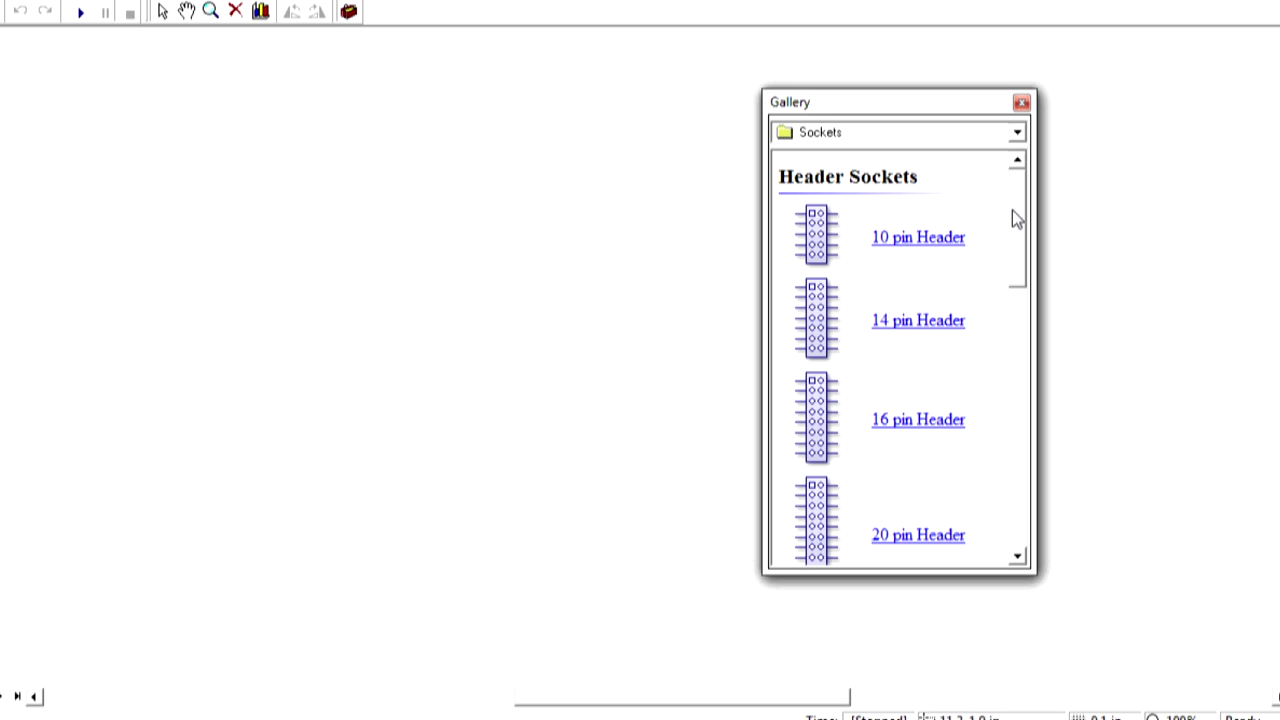 Gallery
Sockets
Header Sockets
10 pin Header
14 pin Header
16 pin Header
20 pin Header